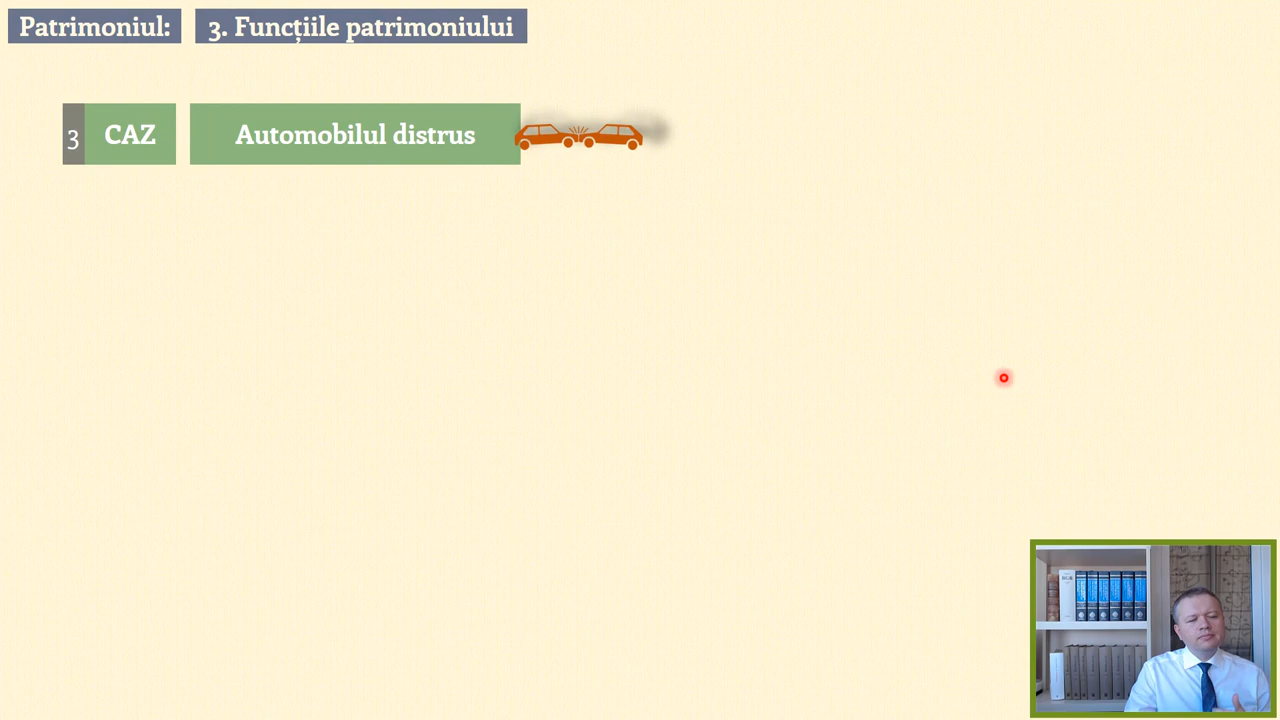 Patrimoniul: 3. Funcțiile patrimoniului
3 CAZ Automobilul distrus